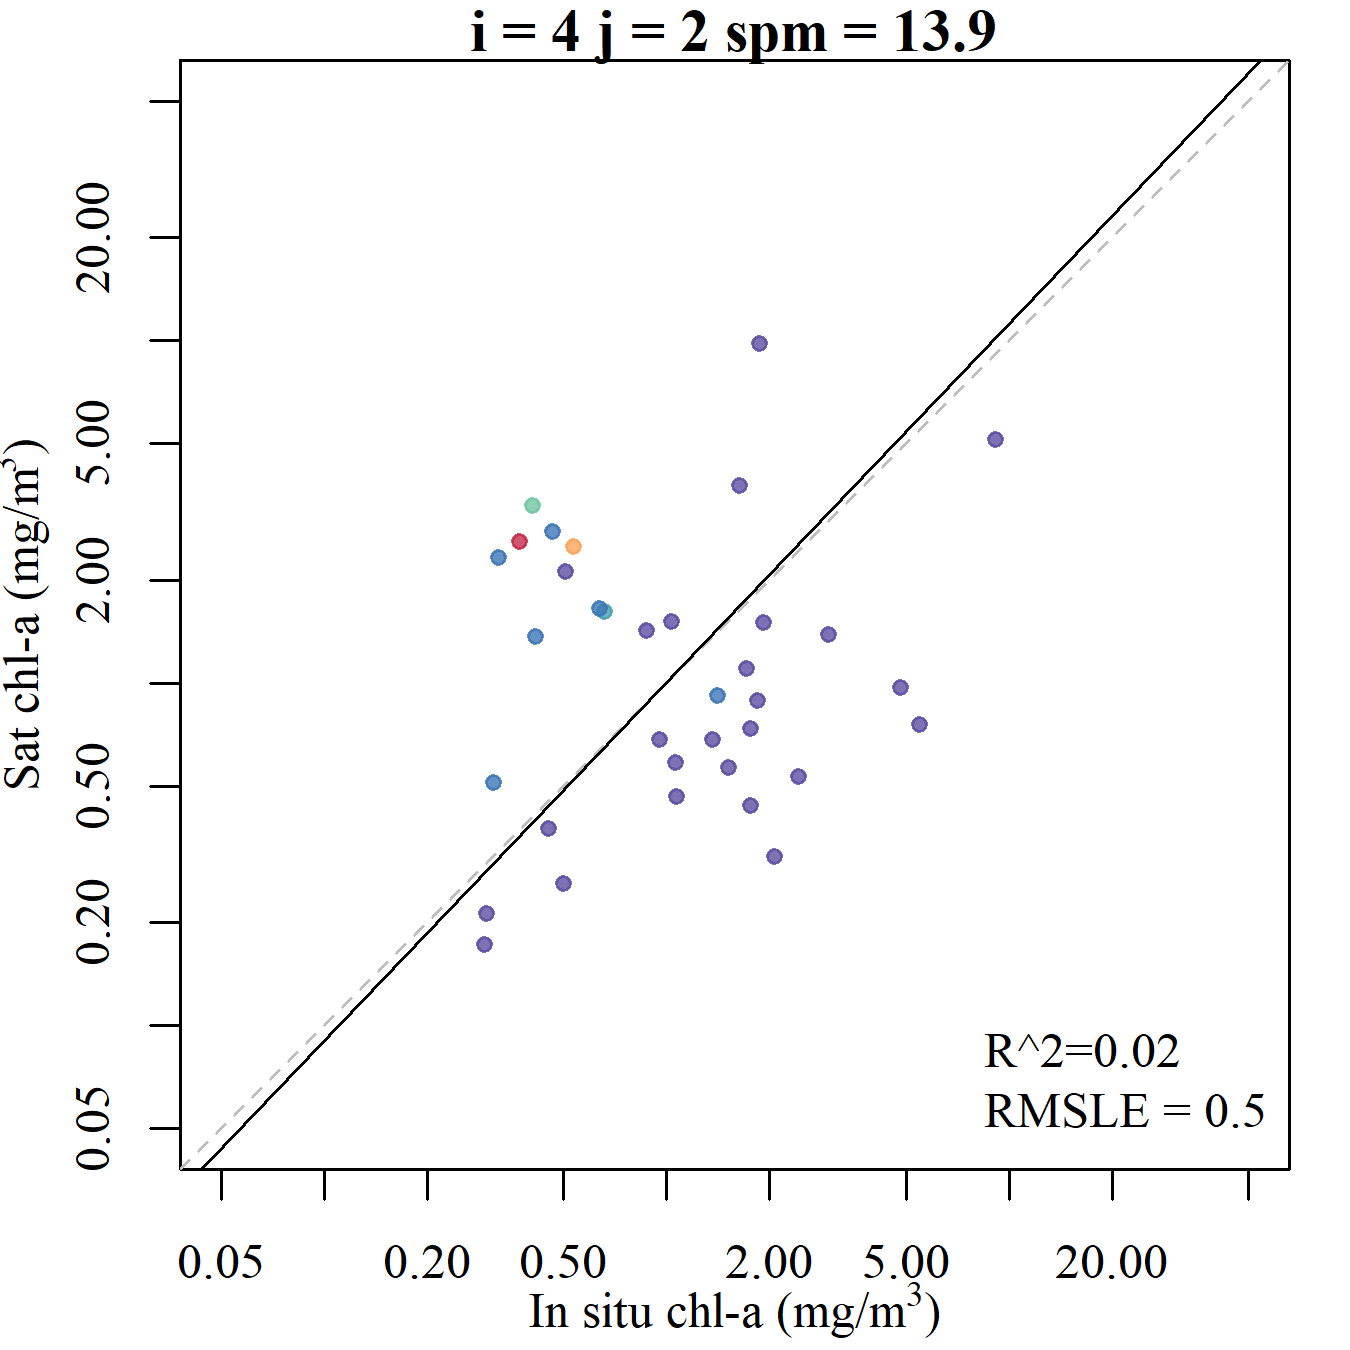 i = 4 j = 2 spm = 13.9
Sat chl-a (mg/m³)
20.00
5.00
2.00
0.50
0.20
0.05
R^2=0.02
RMSLE = 0.5
0.05 0.20 0.50 2.00 5.00 20.00
In situ chl-a (mg/m³)